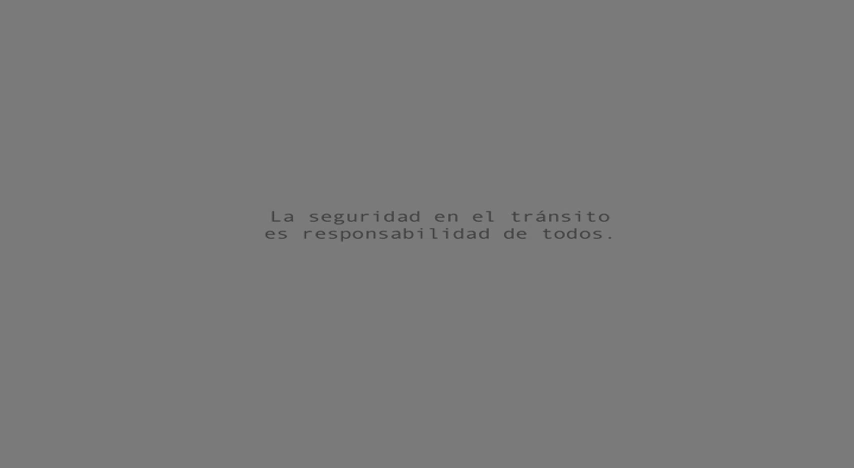 La seguridad en el tránsito
es responsabilidad de todos.